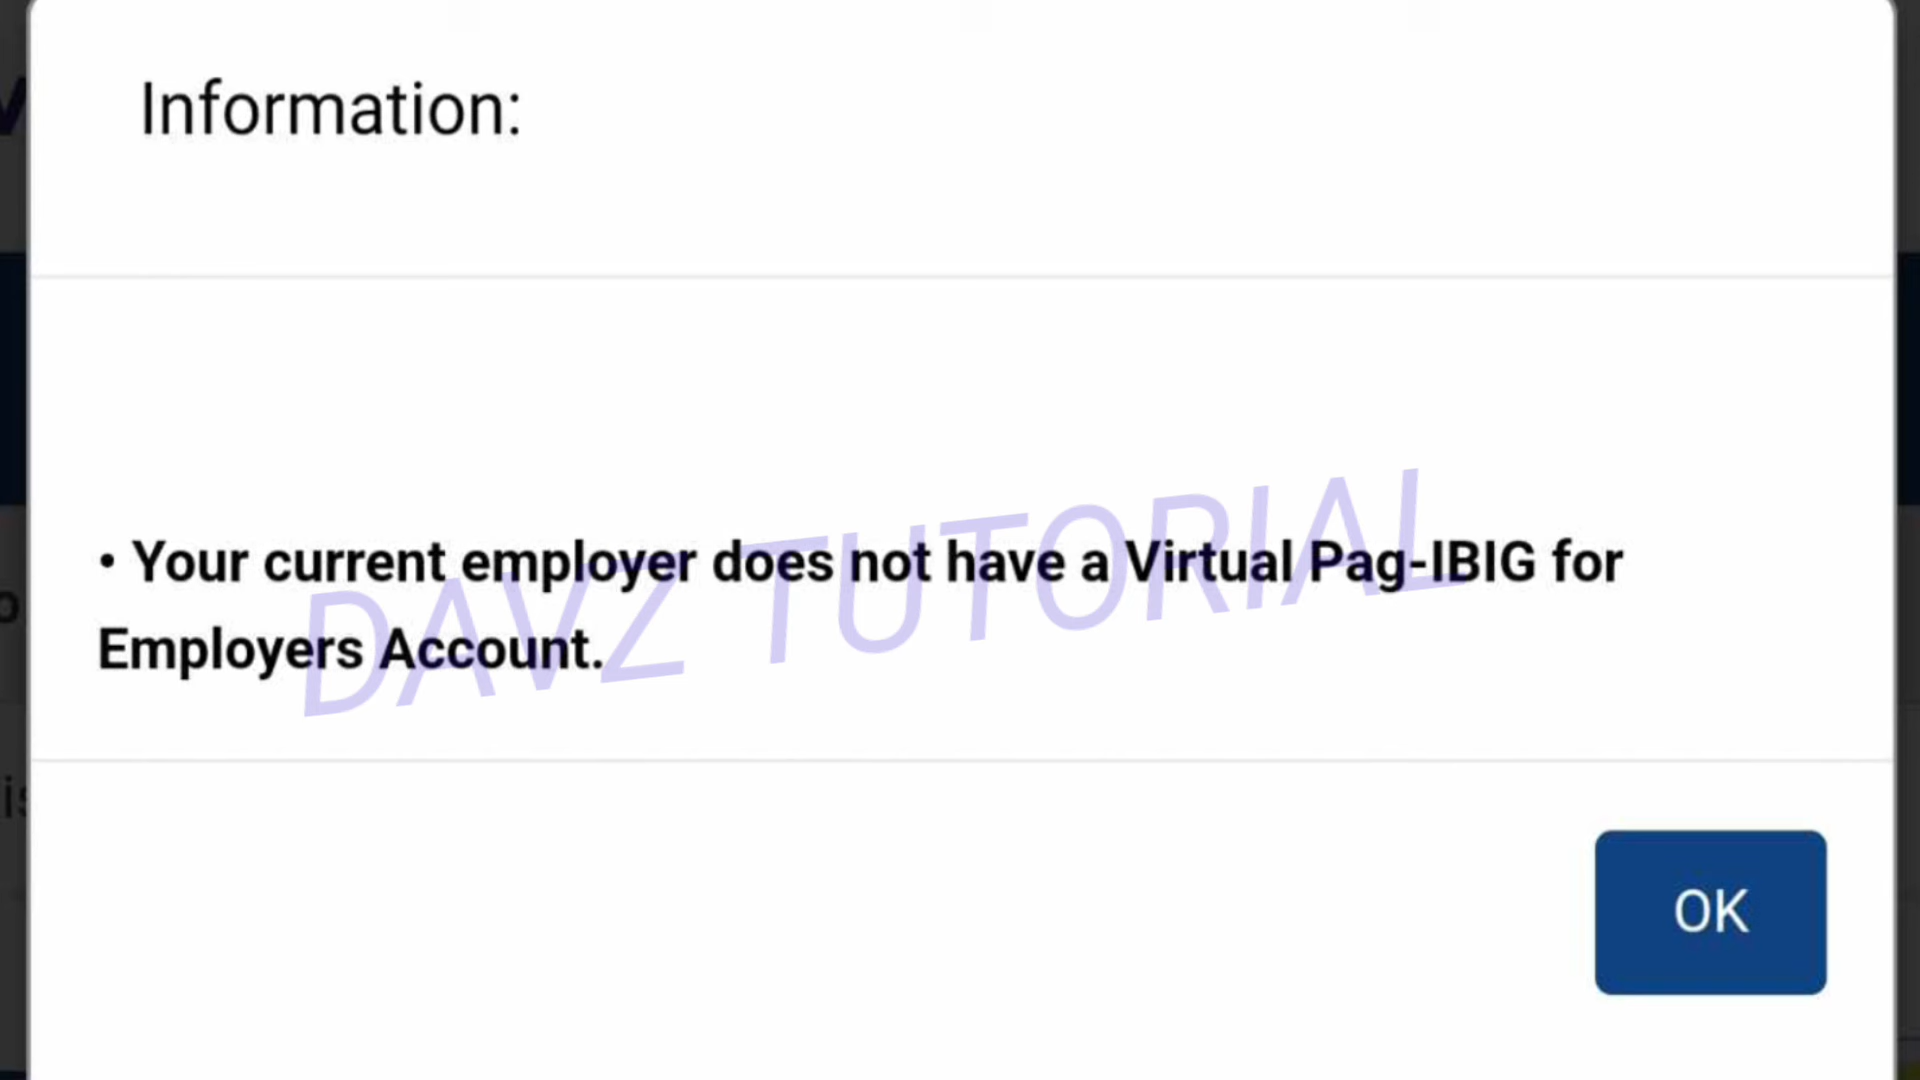 Information:
• Your current employer does not have a Virtual Pag-IBIG for
Employers Account.
DAVZ TUTORIAL
OK